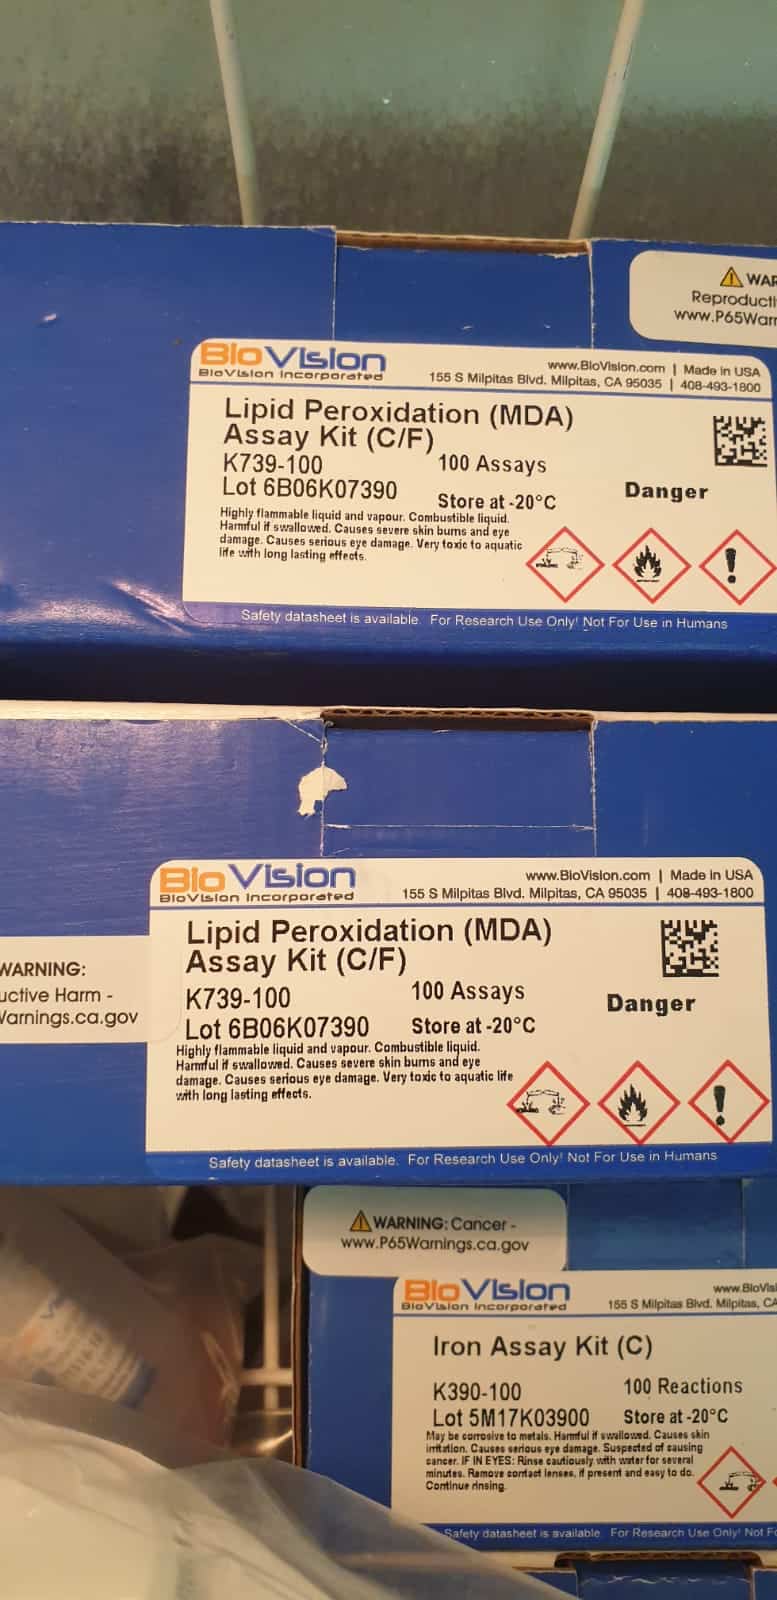 WAR
Reproducti
www.P65Warr
BioVision
BioVision Incorporated
www.BioVision.com | Made in USA
155 S Milpitas Blvd. Milpitas, CA 95035 | 408-493-1800
Lipid Peroxidation (MDA)
Assay Kit (C/F)
K739-100 100 Assays
Lot 6B06K07390 Store at -20°C
Danger
Highly flammable liquid and vapour. Combustible liquid.
Harmful if swallowed. Causes severe skin burns and eye
damage. Causes serious eye damage. Very toxic to aquatic
life with long lasting effects.
Safety datasheet is available. For Research Use Only! Not For Use in Humans
WARNING:
uctive Harm -
Varnings.ca.gov
BioVision
BioVision Incorporated
www.BioVision.com | Made in USA
155 S Milpitas Blvd. Milpitas, CA 95035 | 408-493-1800
Lipid Peroxidation (MDA)
Assay Kit (C/F)
K739-100 100 Assays
Lot 6B06K07390 Store at -20°C
Danger
Highly flammable liquid and vapour. Combustible liquid.
Harmful if swallowed. Causes severe skin burns and eye
damage. Causes serious eye damage. Very toxic to aquatic life
with long lasting effects.
Safety datasheet is available. For Research Use Only! Not For Use in Humans
WARNING: Cancer -
www.P65Warnings.ca.gov
BioVision
BioVision Incorporated
www.BioVis
155 S Milpitas Blvd. Milpitas, CA
Iron Assay Kit (C)
K390-100 100 Reactions
Lot 5M17K03900 Store at -20°C
May be corrosive to metals. Harmful if swallowed. Causes skin
irritation. Causes serious eye damage. Suspected of causing
cancer. IF IN EYES: Rinse cautiously with water for several
minutes. Remove contact lenses, if present and easy to do.
Continue rinsing.
Safety datasheet is available. For Research Use Only! Not Fo